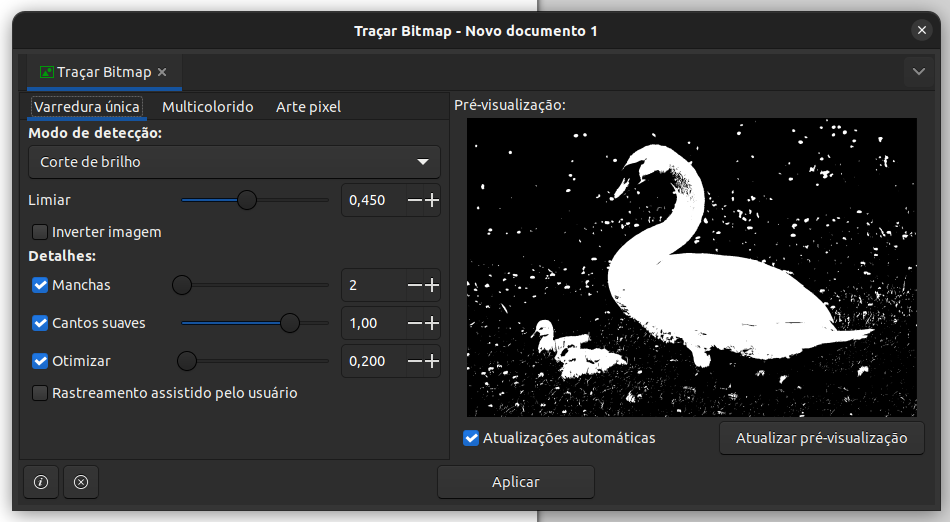 Traçar Bitmap - Novo documento 1
Traçar Bitmap
Varredura única Multicolorido Arte pixel
Modo de detecção:
Corte de brilho
Limiar 0,450
Inverter imagem
Detalhes:
Manchas 2
Cantos suaves 1,00
Otimizar 0,200
Rastreamento assistido pelo usuário
Pré-visualização:
Atualizações automáticas
Atualizar pré-visualização
Aplicar